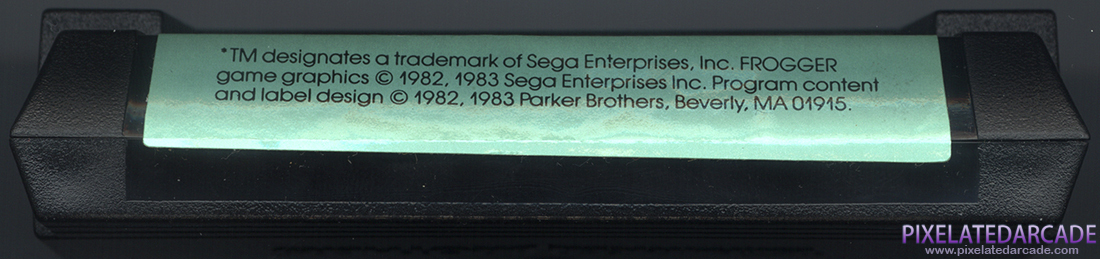 *TM designates a trademark of Sega Enterprises, Inc. FROGGER
game graphics © 1982, 1983 Sega Enterprises Inc. Program content
and label design © 1982, 1983 Parker Brothers, Beverly, MA 01915.
PIXELATEDARCADE
www.pixelatedarcade.com